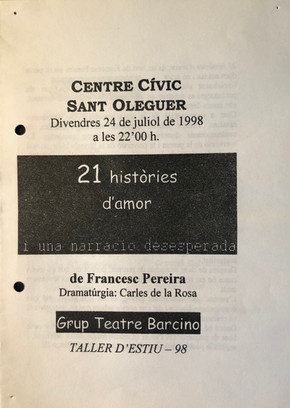 CENTRE CÍVIC
SANT OLEGUER
Divendres 24 de juliol de 1998
a les 22'00 h.
21 històries
d'amor
i una narració desesperada
de Francesc Pereira
Dramatúrgia: Carles de la Rosa
Grup Teatre Barcino
TALLER D'ESTIU – 98